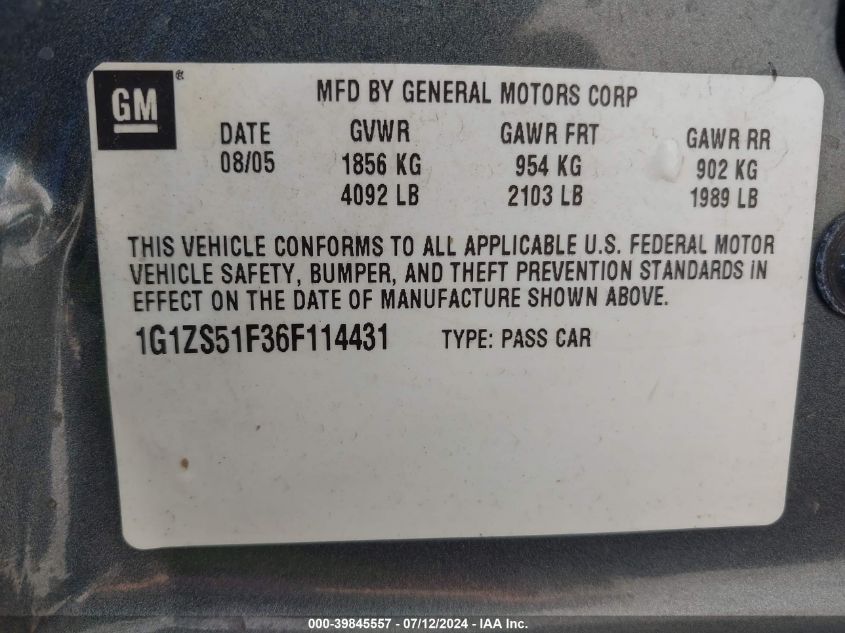 GM®
MFD BY GENERAL MOTORS CORP
DATE GVWR GAWR FRT GAWR RR
08/05 1856 KG 954 KG 902 KG
4092 LB 2103 LB 1989 LB
THIS VEHICLE CONFORMS TO ALL APPLICABLE U.S. FEDERAL MOTOR
VEHICLE SAFETY, BUMPER, AND THEFT PREVENTION STANDARDS IN
EFFECT ON THE DATE OF MANUFACTURE SHOWN ABOVE.
1G1ZS51F36F114431 TYPE: PASS CAR
000-39845557 - 07/12/2024 - IAA Inc.